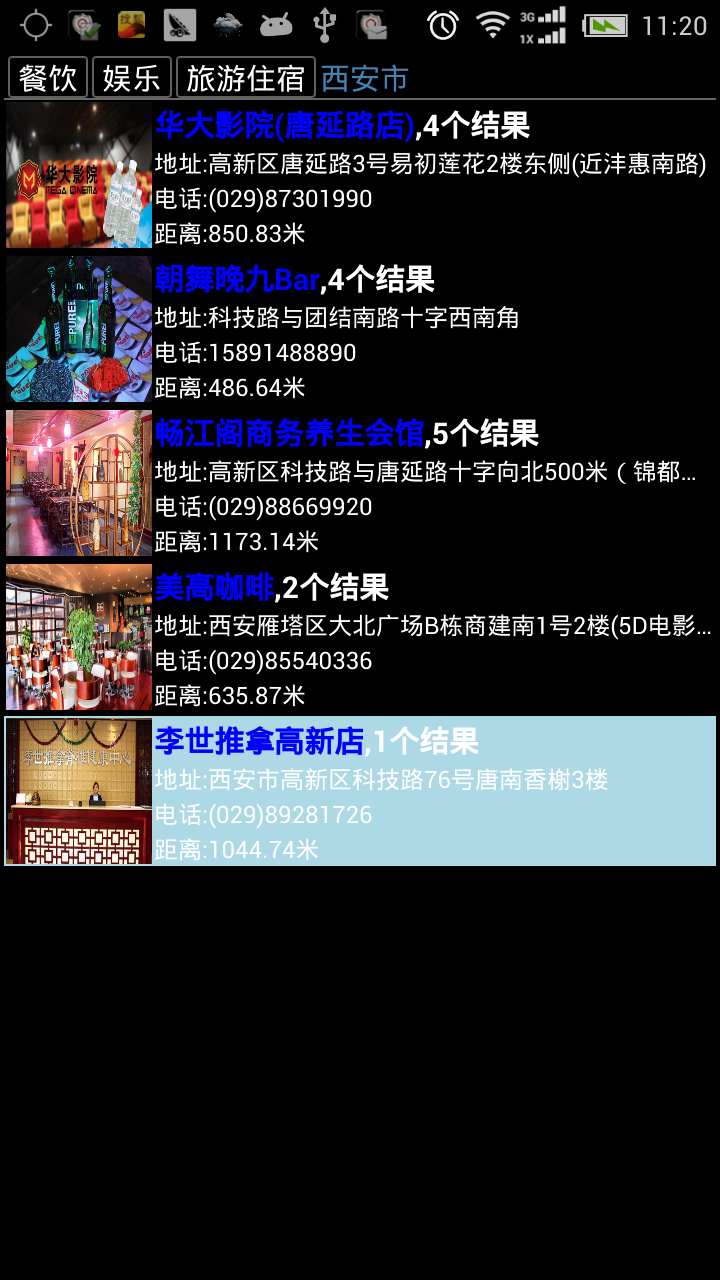 3G
1X
11:20
餐饮 娱乐 旅游住宿 西安市
华大影院
MEGA CINEMA
华大影院(唐延路店),4个结果
地址:高新区唐延路3号易初莲花2楼东侧(近沣惠南路)
电话:(029)87301990
距离:850.83米
PUREE
朝舞晚九Bar,4个结果
地址:科技路与团结南路十字西南角
电话:15891488890
距离:486.64米
畅江阁商务养生会馆,5个结果
地址:高新区科技路与唐延路十字向北500米（锦都...
电话:(029)88669920
距离:1173.14米
美高咖啡,2个结果
地址:西安雁塔区大北广场B栋商建南1号2楼(5D电影...
电话:(029)85540336
距离:635.87米
李世推拿高新店,1个结果
地址:西安市高新区科技路76号唐南香榭3楼
电话:(029)89281726
距离:1044.74米